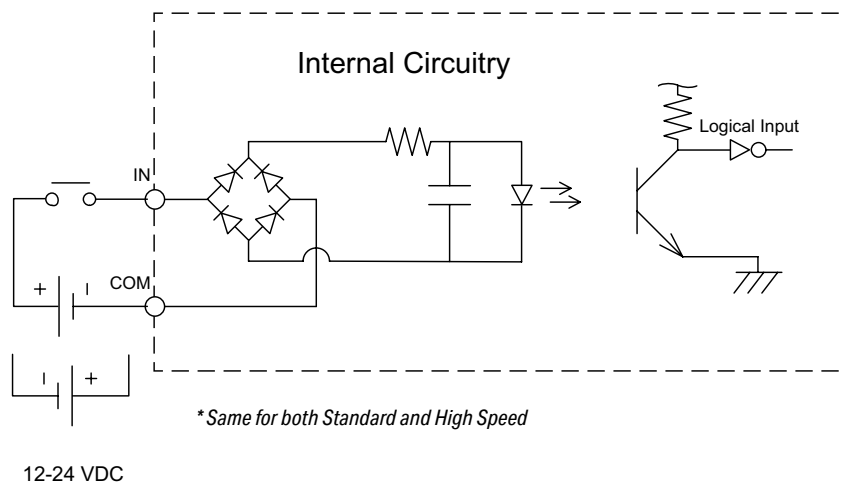 Internal Circuitry
Logical Input
IN
COM
+ –
– +
* Same for both Standard and High Speed
12-24 VDC